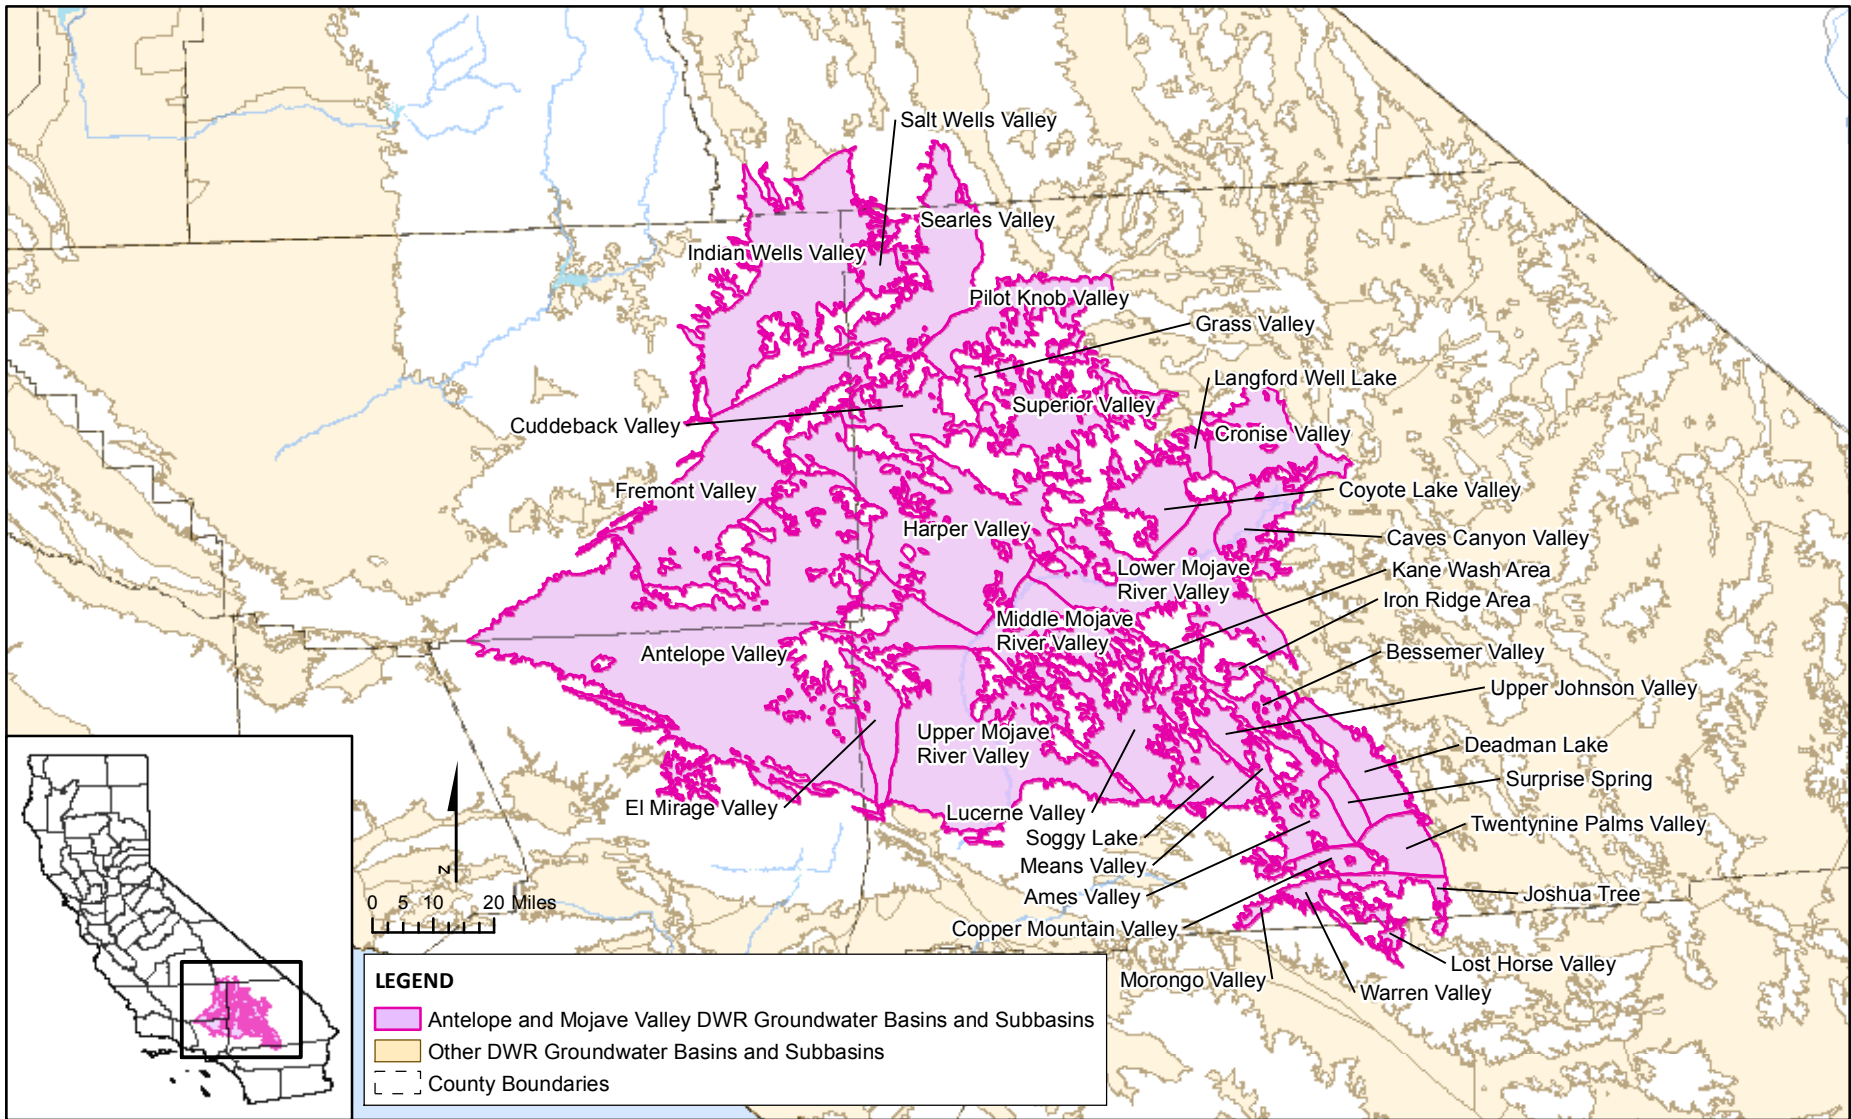 Salt Wells Valley
Searles Valley
Indian Wells Valley
Pilot Knob Valley
Grass Valley
Langford Well Lake
Superior Valley
Cuddeback Valley
Cronise Valley
Fremont Valley
Coyote Lake Valley
Harper Valley
Caves Canyon Valley
Lower Mojave
River Valley
Kane Wash Area
Iron Ridge Area
Middle Mojave
River Valley
Antelope Valley
Bessemer Valley
Upper Johnson Valley
Upper Mojave
River Valley
Deadman Lake
Surprise Spring
El Mirage Valley
Lucerne Valley
Twentynine Palms Valley
Soggy Lake
Means Valley
Ames Valley
Joshua Tree
Copper Mountain Valley
Lost Horse Valley
Morongo Valley
Warren Valley
N
0 5 10 20 Miles
LEGEND
Antelope and Mojave Valley DWR Groundwater Basins and Subbasins
Other DWR Groundwater Basins and Subbasins
County Boundaries